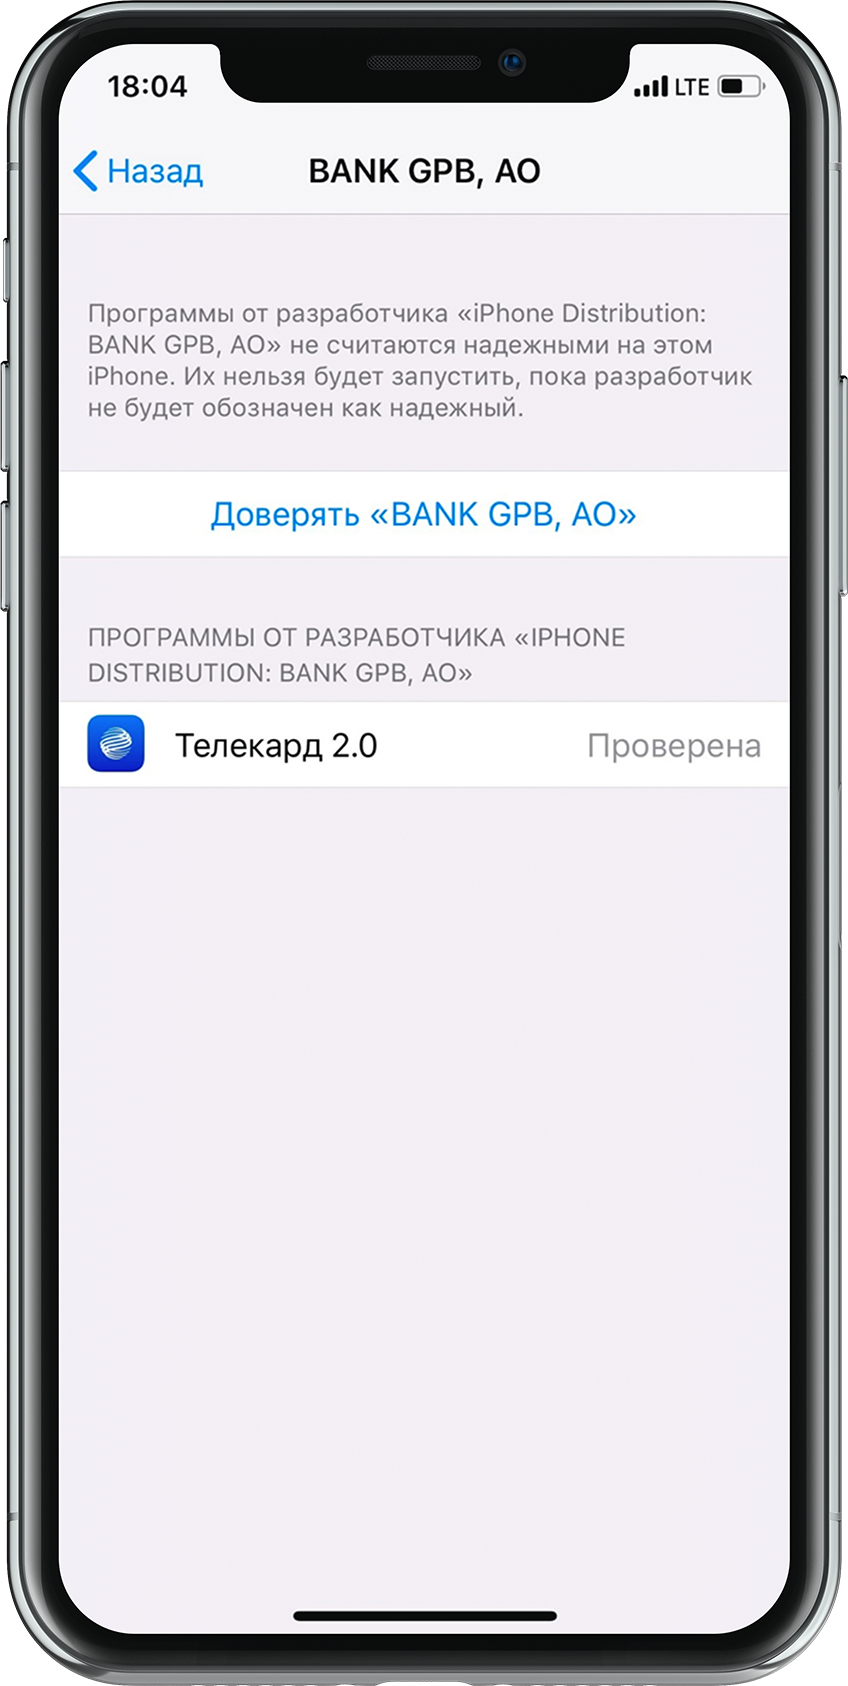 18:04 LTE
Назад BANK GPB, AO
Программы от разработчика «iPhone Distribution:
BANK GPB, AO» не считаются надежными на этом
iPhone. Их нельзя будет запустить, пока разработчик
не будет обозначен как надежный.
Доверять «BANK GPB, AO»
ПРОГРАММЫ ОТ РАЗРАБОТЧИКА «IPHONE
DISTRIBUTION: BANK GPB, AO»
Телекард 2.0 Проверена